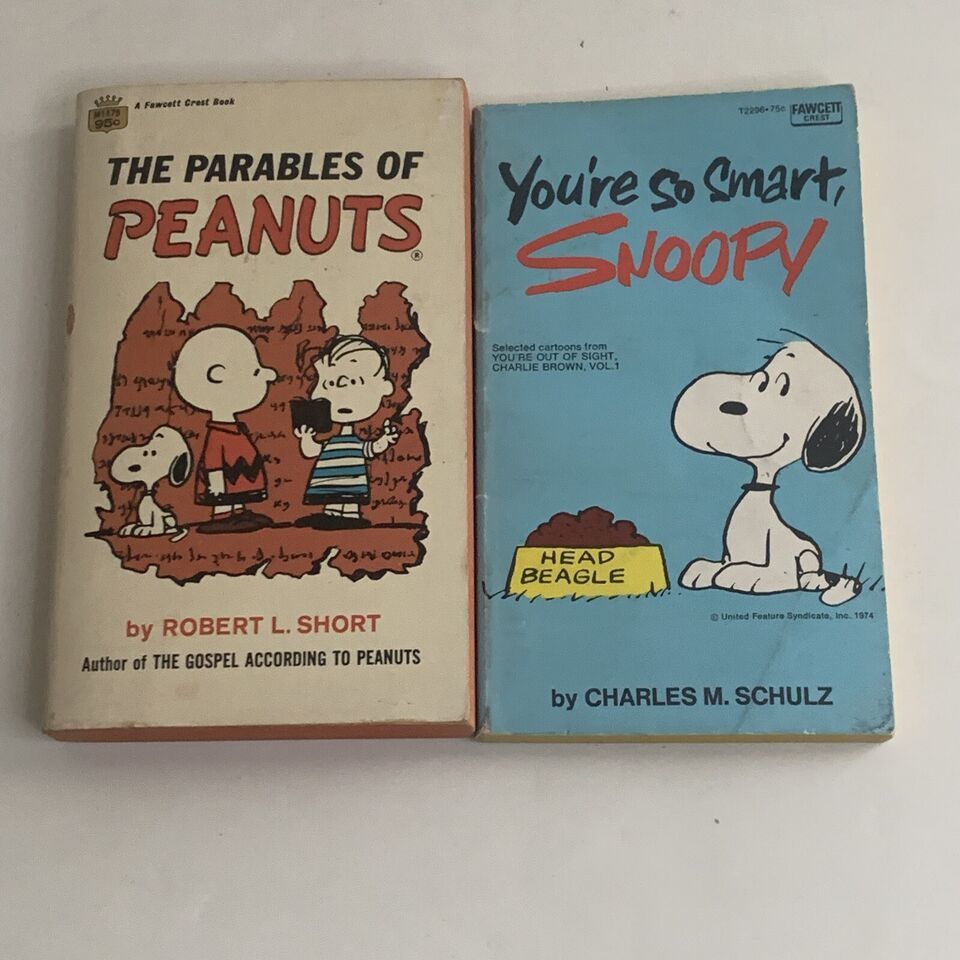 A Fawcett Crest Book
95c
THE PARABLES OF
PEANUTS®
by ROBERT L. SHORT
Author of THE GOSPEL ACCORDING TO PEANUTS
T2296•75c
FAWCETT
CREST
You're So Smart,
SNOOPY
Selected cartoons from
YOU'RE OUT OF SIGHT,
CHARLIE BROWN, VOL.1
HEAD
BEAGLE
© United Feature Syndicate, Inc. 1974
by CHARLES M. SCHULZ